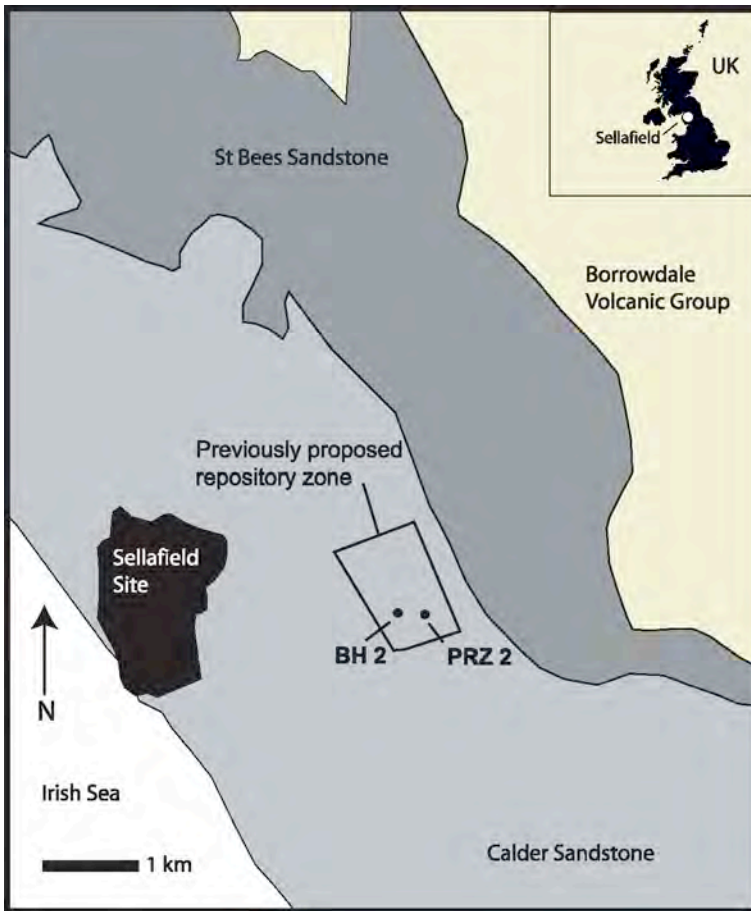 UK
Sellafield
St Bees Sandstone
Borrowdale
Volcanic Group
Previously proposed
repository zone
Sellafield
Site
BH 2
PRZ 2
N
Irish Sea
1 km
Calder Sandstone